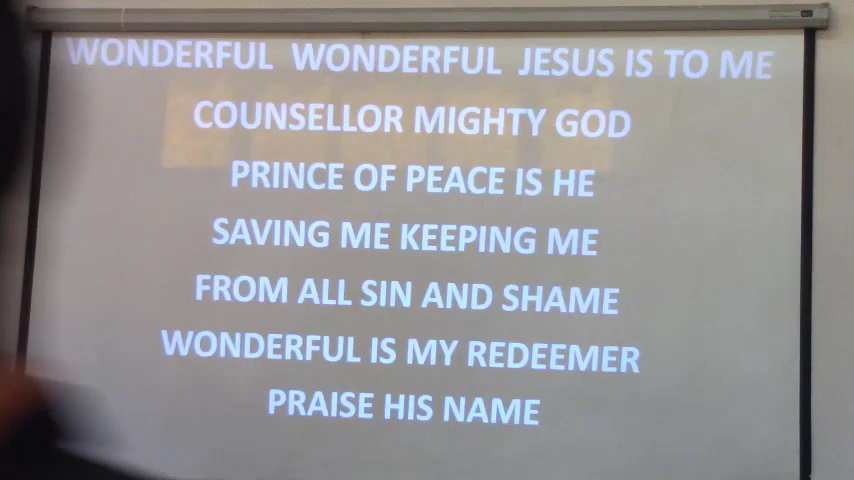 WONDERFUL WONDERFUL JESUS IS TO ME
COUNSELLOR MIGHTY GOD
PRINCE OF PEACE IS HE
SAVING ME KEEPING ME
FROM ALL SIN AND SHAME
WONDERFUL IS MY REDEEMER
PRAISE HIS NAME